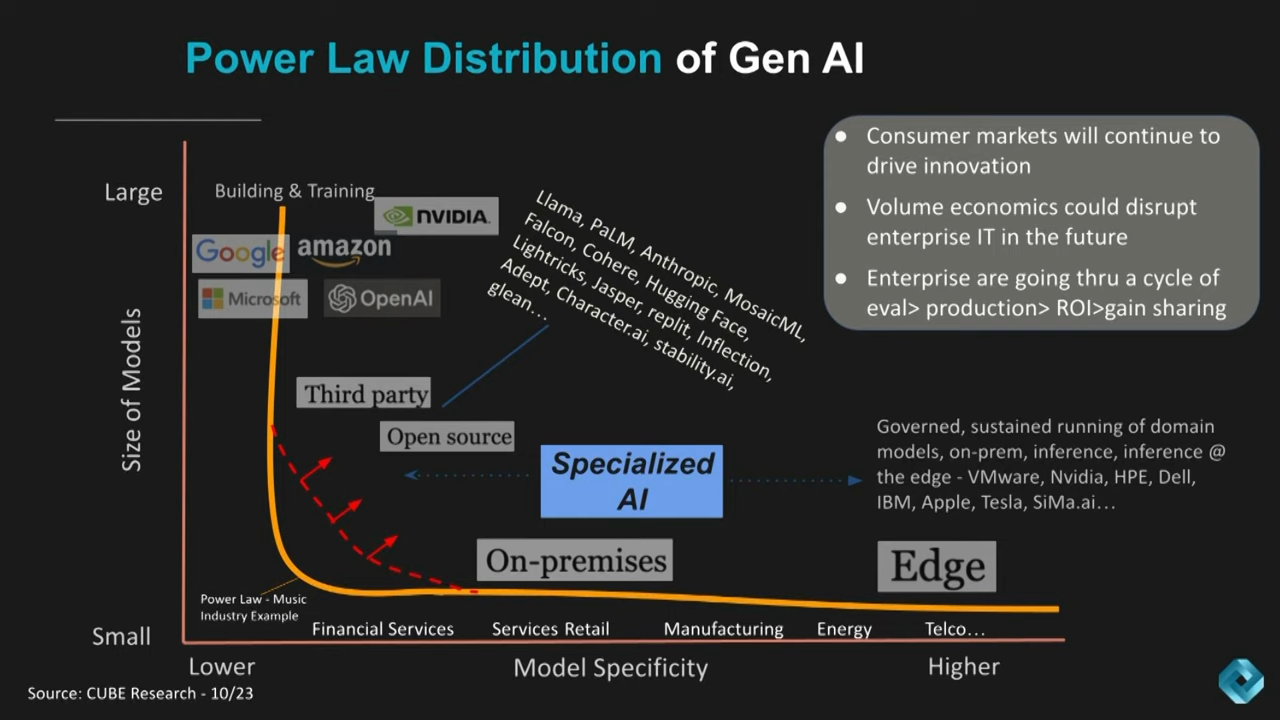 Power Law Distribution of Gen AI
Large
Building & Training
NVIDIA.
Google
amazon
Microsoft
OpenAI
Llama, PaLM, Anthropic, MosaicML,
Falcon, Cohere, Hugging Face,
Lightricks, Jasper, replit, Inflection,
Adept, Character.ai, stability.ai,
glean…
● Consumer markets will continue to
drive innovation
● Volume economics could disrupt
enterprise IT in the future
● Enterprise are going thru a cycle of
eval> production> ROI>gain sharing
Size of Models
Third party
Open source
Specialized
AI
Governed, sustained running of domain
models, on-prem, inference, inference @
the edge - VMware, Nvidia, HPE, Dell,
IBM, Apple, Tesla, SiMa.ai…
On-premises
Edge
Power Law - Music
Industry Example
Small
Financial Services
Services Retail
Manufacturing
Energy
Telco…
Lower
Model Specificity
Higher
Source: CUBE Research - 10/23